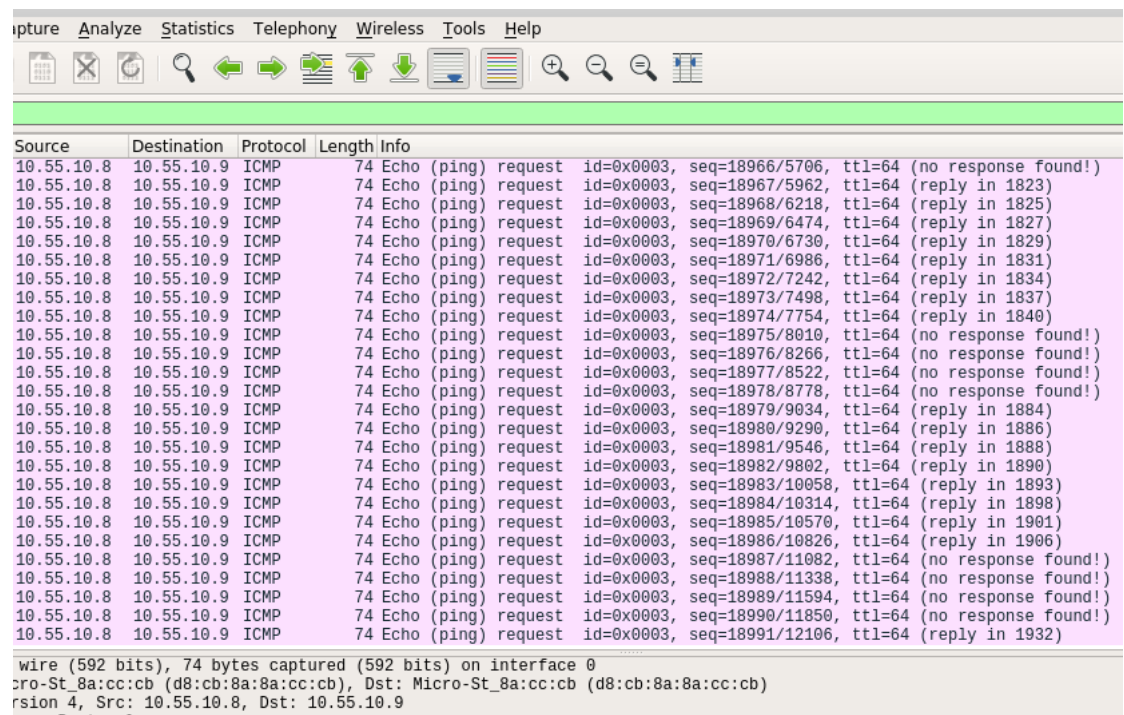 apture Analyze Statistics Telephony Wireless Tools Help
Source Destination Protocol Length Info
10.55.10.8 10.55.10.9 ICMP 74 Echo (ping) request id=0x0003, seq=18966/5706, ttl=64 (no response found!)
10.55.10.8 10.55.10.9 ICMP 74 Echo (ping) request id=0x0003, seq=18967/5962, ttl=64 (reply in 1823)
10.55.10.8 10.55.10.9 ICMP 74 Echo (ping) request id=0x0003, seq=18968/6218, ttl=64 (reply in 1825)
10.55.10.8 10.55.10.9 ICMP 74 Echo (ping) request id=0x0003, seq=18969/6474, ttl=64 (reply in 1827)
10.55.10.8 10.55.10.9 ICMP 74 Echo (ping) request id=0x0003, seq=18970/6730, ttl=64 (reply in 1829)
10.55.10.8 10.55.10.9 ICMP 74 Echo (ping) request id=0x0003, seq=18971/6986, ttl=64 (reply in 1831)
10.55.10.8 10.55.10.9 ICMP 74 Echo (ping) request id=0x0003, seq=18972/7242, ttl=64 (reply in 1834)
10.55.10.8 10.55.10.9 ICMP 74 Echo (ping) request id=0x0003, seq=18973/7498, ttl=64 (reply in 1837)
10.55.10.8 10.55.10.9 ICMP 74 Echo (ping) request id=0x0003, seq=18974/7754, ttl=64 (reply in 1840)
10.55.10.8 10.55.10.9 ICMP 74 Echo (ping) request id=0x0003, seq=18975/8010, ttl=64 (no response found!)
10.55.10.8 10.55.10.9 ICMP 74 Echo (ping) request id=0x0003, seq=18976/8266, ttl=64 (no response found!)
10.55.10.8 10.55.10.9 ICMP 74 Echo (ping) request id=0x0003, seq=18977/8522, ttl=64 (no response found!)
10.55.10.8 10.55.10.9 ICMP 74 Echo (ping) request id=0x0003, seq=18978/8778, ttl=64 (no response found!)
10.55.10.8 10.55.10.9 ICMP 74 Echo (ping) request id=0x0003, seq=18979/9034, ttl=64 (reply in 1884)
10.55.10.8 10.55.10.9 ICMP 74 Echo (ping) request id=0x0003, seq=18980/9290, ttl=64 (reply in 1886)
10.55.10.8 10.55.10.9 ICMP 74 Echo (ping) request id=0x0003, seq=18981/9546, ttl=64 (reply in 1888)
10.55.10.8 10.55.10.9 ICMP 74 Echo (ping) request id=0x0003, seq=18982/9802, ttl=64 (reply in 1890)
10.55.10.8 10.55.10.9 ICMP 74 Echo (ping) request id=0x0003, seq=18983/10058, ttl=64 (reply in 1893)
10.55.10.8 10.55.10.9 ICMP 74 Echo (ping) request id=0x0003, seq=18984/10314, ttl=64 (reply in 1898)
10.55.10.8 10.55.10.9 ICMP 74 Echo (ping) request id=0x0003, seq=18985/10570, ttl=64 (reply in 1901)
10.55.10.8 10.55.10.9 ICMP 74 Echo (ping) request id=0x0003, seq=18986/10826, ttl=64 (reply in 1906)
10.55.10.8 10.55.10.9 ICMP 74 Echo (ping) request id=0x0003, seq=18987/11082, ttl=64 (no response found!)
10.55.10.8 10.55.10.9 ICMP 74 Echo (ping) request id=0x0003, seq=18988/11338, ttl=64 (no response found!)
10.55.10.8 10.55.10.9 ICMP 74 Echo (ping) request id=0x0003, seq=18989/11594, ttl=64 (no response found!)
10.55.10.8 10.55.10.9 ICMP 74 Echo (ping) request id=0x0003, seq=18990/11850, ttl=64 (no response found!)
10.55.10.8 10.55.10.9 ICMP 74 Echo (ping) request id=0x0003, seq=18991/12106, ttl=64 (reply in 1932)
wire (592 bits), 74 bytes captured (592 bits) on interface 0
cro-St_8a:cc:cb (d8:cb:8a:8a:cc:cb), Dst: Micro-St_8a:cc:cb (d8:cb:8a:8a:cc:cb)
rsion 4, Src: 10.55.10.8, Dst: 10.55.10.9